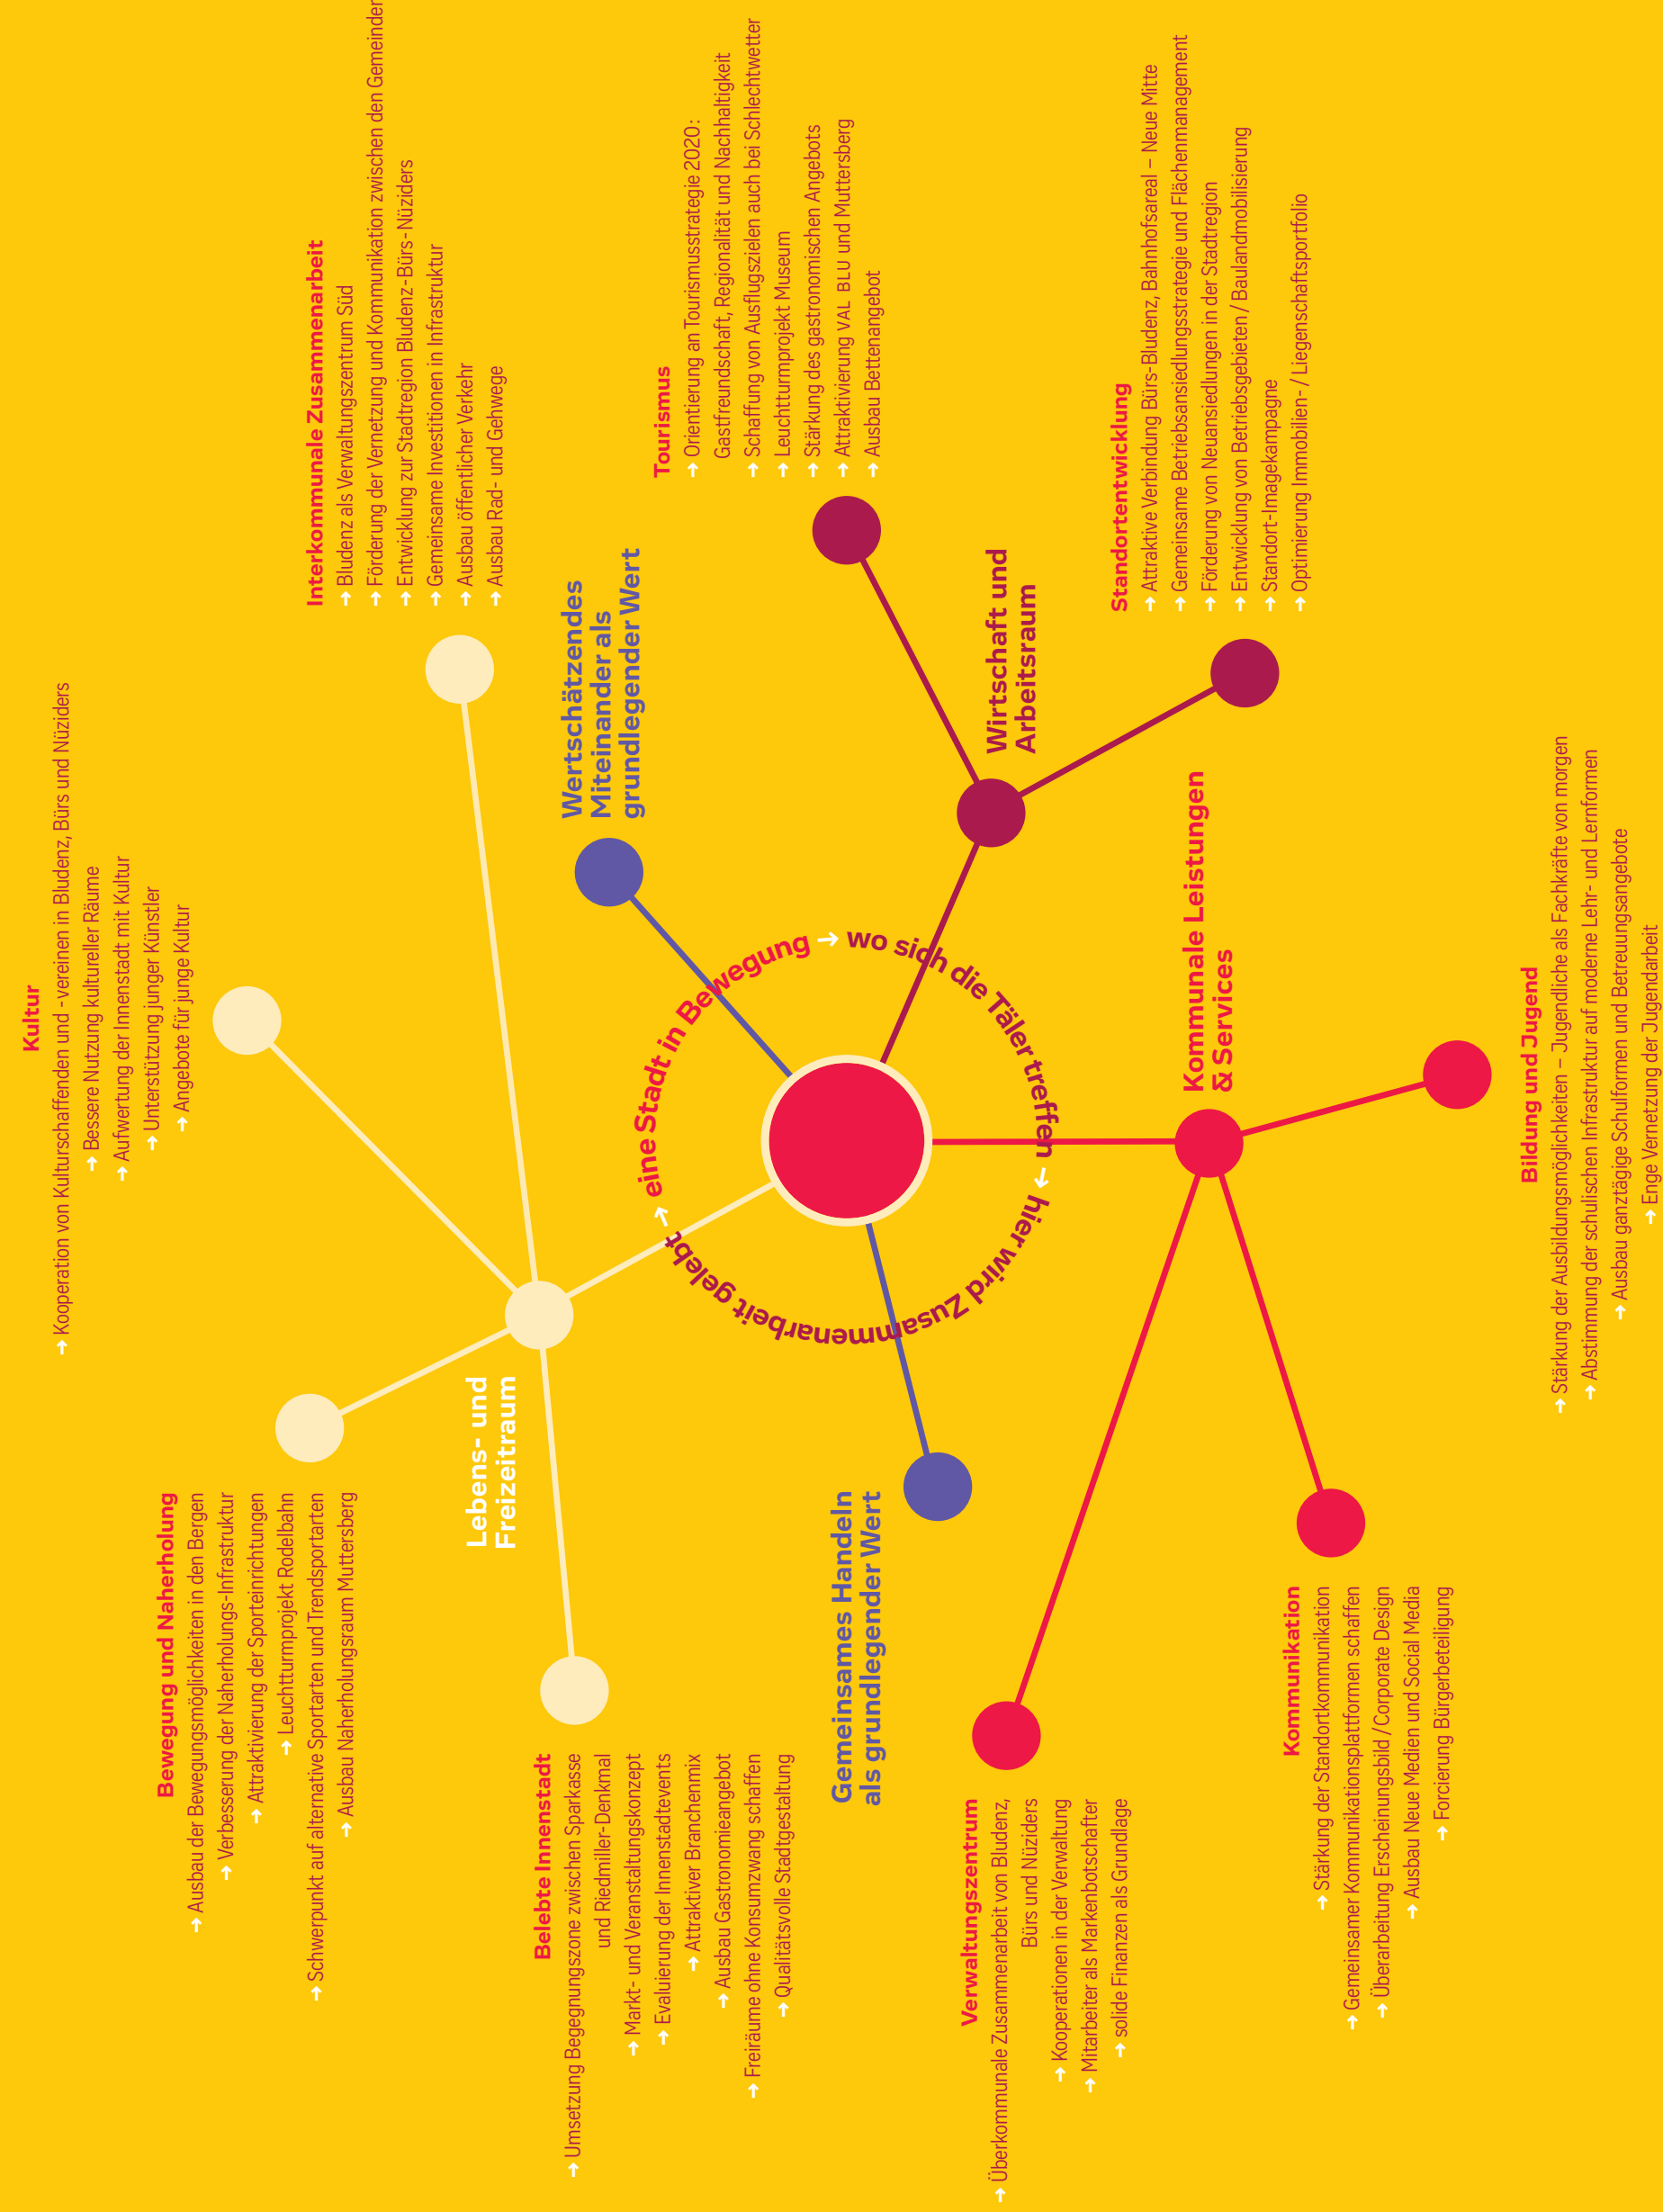 Kultur
→ Kooperation von Kulturschaffenden und -vereinen in Bludenz, Bürs und Nüziders
→ Bessere Nutzung kultureller Räume
→ Aufwertung der Innenstadt mit Kultur
→ Unterstützung junger Künstler
→ Angebote für junge Kultur
Bewegung und Naherholung
→ Ausbau der Bewegungsmöglichkeiten in den Bergen
→ Verbesserung der Naherholungs-Infrastruktur
→ Attraktivierung der Sporteinrichtungen
→ Leuchtturmprojekt Rodelbahn
→ Schwerpunkt auf alternative Sportarten und Trendsportarten
→ Ausbau Naherholungsraum Muttersberg
Interkommunale Zusammenarbeit
→ Bludenz als Verwaltungszentrum Süd
→ Förderung der Vernetzung und Kommunikation zwischen den Gemeinden
→ Entwicklung zur Stadtregion Bludenz-Bürs-Nüziders
→ Gemeinsame Investitionen in Infrastruktur
→ Ausbau öffentlicher Verkehr
→ Ausbau Rad- und Gehwege
Lebens- und
Freizeitraum
Wertschätzendes
Miteinander als
grundlegender Wert
Belebte Innenstadt
→ Umsetzung Begegnungszone zwischen Sparkasse
und Riedmiller-Denkmal
→ Markt- und Veranstaltungskonzept
→ Evaluierung der Innenstadtevents
→ Attraktiver Branchenmix
→ Ausbau Gastronomieangebot
→ Freiräume ohne Konsumzwang schaffen
→ Qualitätsvolle Stadtgestaltung
Tourismus
→ Orientierung an Tourismusstrategie 2020:
Gastfreundschaft, Regionalität und Nachhaltigkeit
→ Schaffung von Ausflugszielen auch bei Schlechtwetter
→ Leuchtturmprojekt Museum
→ Stärkung des gastronomischen Angebots
→ Attraktivierung VAL BLU und Muttersberg
→ Ausbau Bettenangebot
→ eine Stadt in Bewegung
→ wo sich die Täler treffen
→ hier wird Zusammenarbeit gelebt
Gemeinsames Handeln
als grundlegender Wert
Wirtschaft und
Arbeitsraum
Verwaltungszentrum
→ Überkommunale Zusammenarbeit von Bludenz,
Bürs und Nüziders
→ Kooperationen in der Verwaltung
→ Mitarbeiter als Markenbotschafter
→ solide Finanzen als Grundlage
Standortentwicklung
→ Attraktive Verbindung Bürs-Bludenz, Bahnhofsareal – Neue Mitte
→ Gemeinsame Betriebsansiedlungsstrategie und Flächenmanagement
→ Förderung von Neuansiedlungen in der Stadtregion
→ Entwicklung von Betriebsgebieten / Baulandmobilisierung
→ Standort-Imagekampagne
→ Optimierung Immobilien- / Liegenschaftsportfolio
Kommunale Leistungen
& Services
Kommunikation
→ Stärkung der Standortkommunikation
→ Gemeinsamer Kommunikationsplattformen schaffen
→ Überarbeitung Erscheinungsbild / Corporate Design
→ Ausbau Neue Medien und Social Media
→ Forcierung Bürgerbeteiligung
Bildung und Jugend
→ Stärkung der Ausbildungsmöglichkeiten – Jugendliche als Fachkräfte von morgen
→ Abstimmung der schulischen Infrastruktur auf moderne Lehr- und Lernformen
→ Ausbau ganztägige Schulformen und Betreuungsangebote
→ Enge Vernetzung der Jugendarbeit